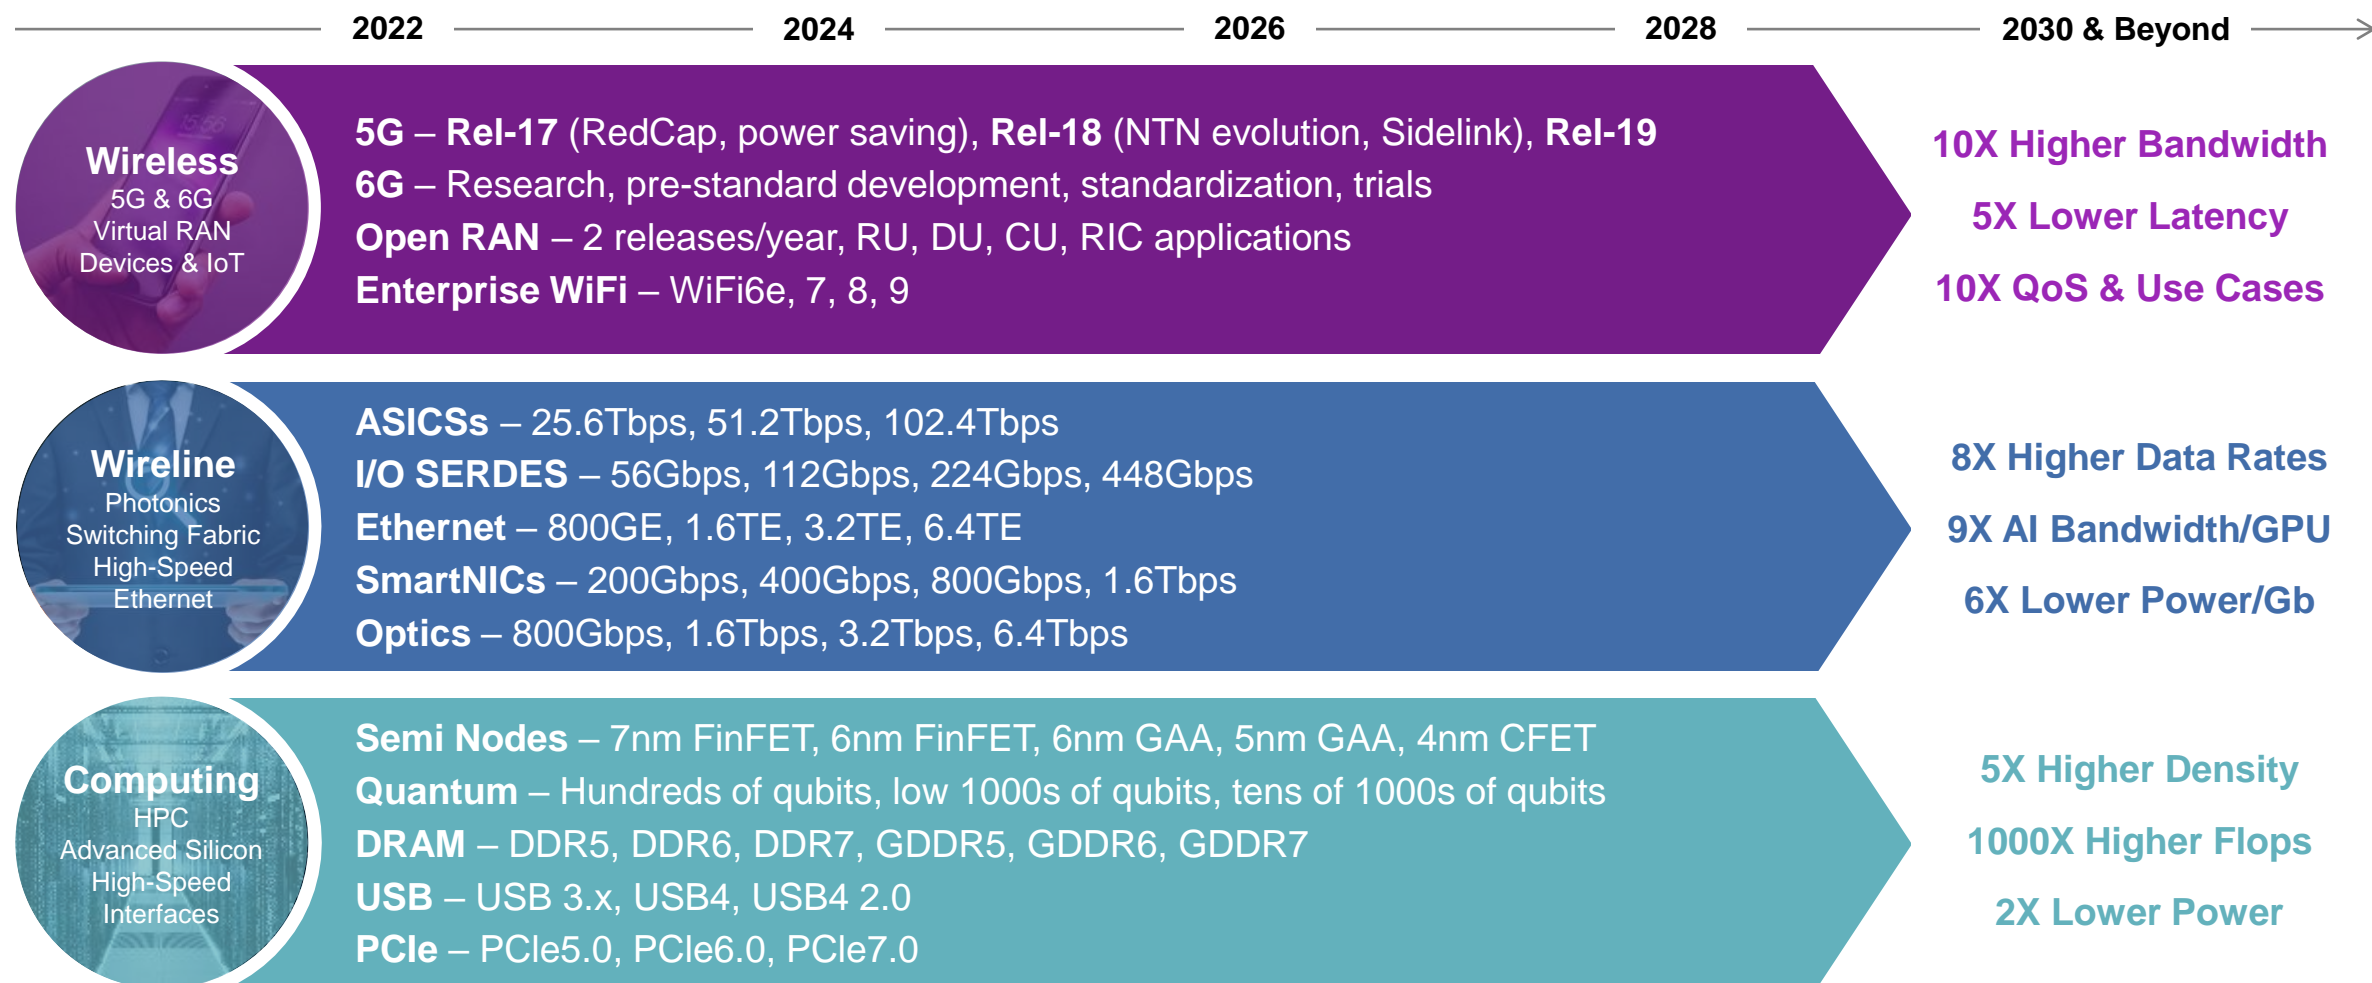 2022 2024 2026 2028 2030 & Beyond
Wireless
5G & 6G
Virtual RAN
Devices & IoT
5G – Rel-17 (RedCap, power saving), Rel-18 (NTN evolution, Sidelink), Rel-19
6G – Research, pre-standard development, standardization, trials
Open RAN – 2 releases/year, RU, DU, CU, RIC applications
Enterprise WiFi – WiFi6e, 7, 8, 9
10X Higher Bandwidth
5X Lower Latency
10X QoS & Use Cases
Wireline
Photonics
Switching Fabric
High-Speed
Ethernet
ASICSs – 25.6Tbps, 51.2Tbps, 102.4Tbps
I/O SERDES – 56Gbps, 112Gbps, 224Gbps, 448Gbps
Ethernet – 800GE, 1.6TE, 3.2TE, 6.4TE
SmartNICs – 200Gbps, 400Gbps, 800Gbps, 1.6Tbps
Optics – 800Gbps, 1.6Tbps, 3.2Tbps, 6.4Tbps
8X Higher Data Rates
9X AI Bandwidth/GPU
6X Lower Power/Gb
Computing
HPC
Advanced Silicon
High-Speed
Interfaces
Semi Nodes – 7nm FinFET, 6nm FinFET, 6nm GAA, 5nm GAA, 4nm CFET
Quantum – Hundreds of qubits, low 1000s of qubits, tens of 1000s of qubits
DRAM – DDR5, DDR6, DDR7, GDDR5, GDDR6, GDDR7
USB – USB 3.x, USB4, USB4 2.0
PCIe – PCIe5.0, PCIe6.0, PCIe7.0
5X Higher Density
1000X Higher Flops
2X Lower Power